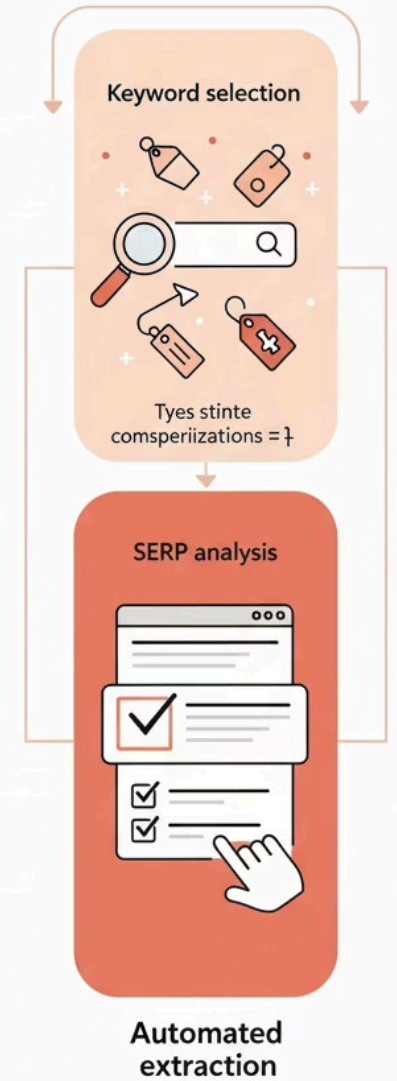 Keyword selection
Tyes stinte
comsperiizations =
SERP analysis
Automated
extraction